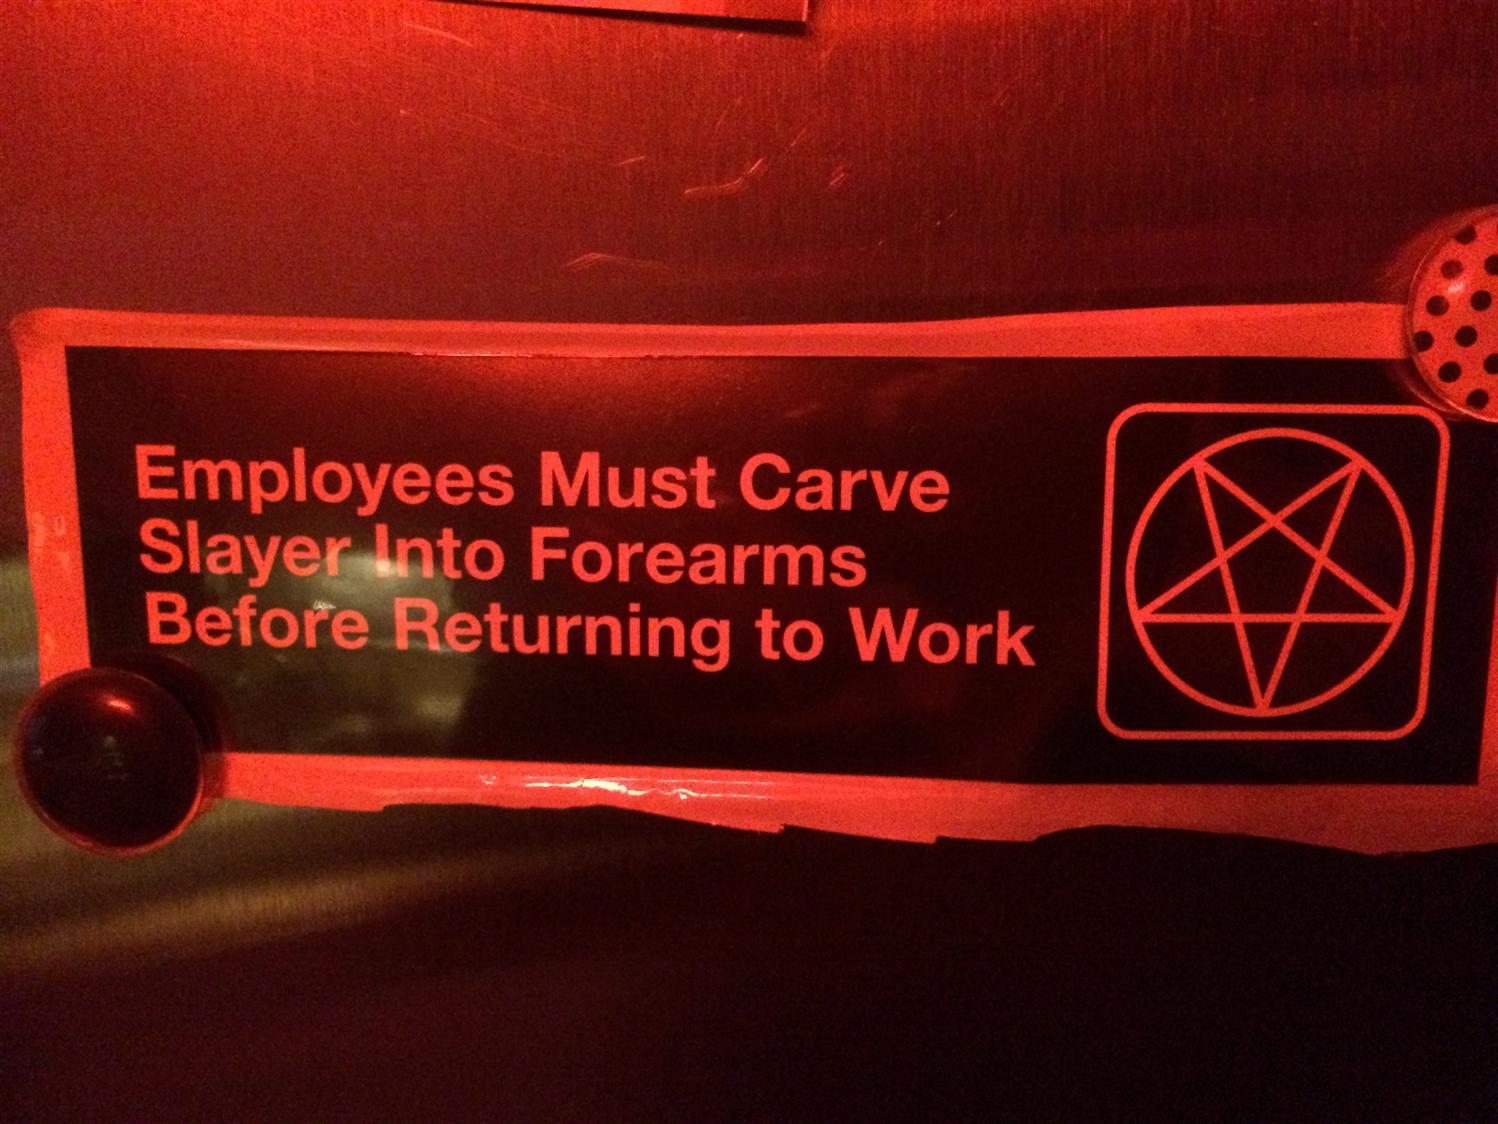 Employees Must Carve
Slayer Into Forearms
Before Returning to Work